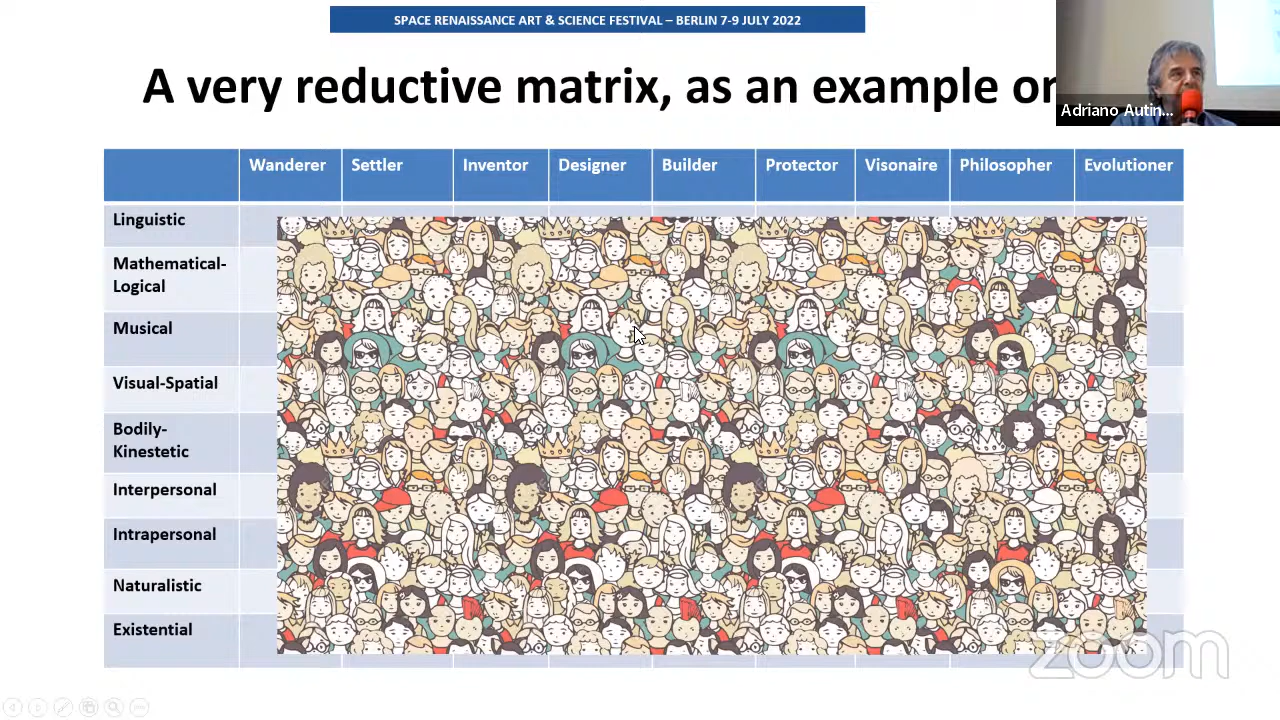 SPACE RENAISSANCE ART & SCIENCE FESTIVAL – BERLIN 7-9 JULY 2022
A very reductive matrix, as an example
Adriano Autin...
Wanderer Settler Inventor Designer Builder Protector Visonaire Philosopher Evolutioner
Linguistic
Mathematical-
Logical
Musical
Visual-Spatial
Bodily-
Kinestetic
Interpersonal
Intrapersonal
Naturalistic
Existential
zoom